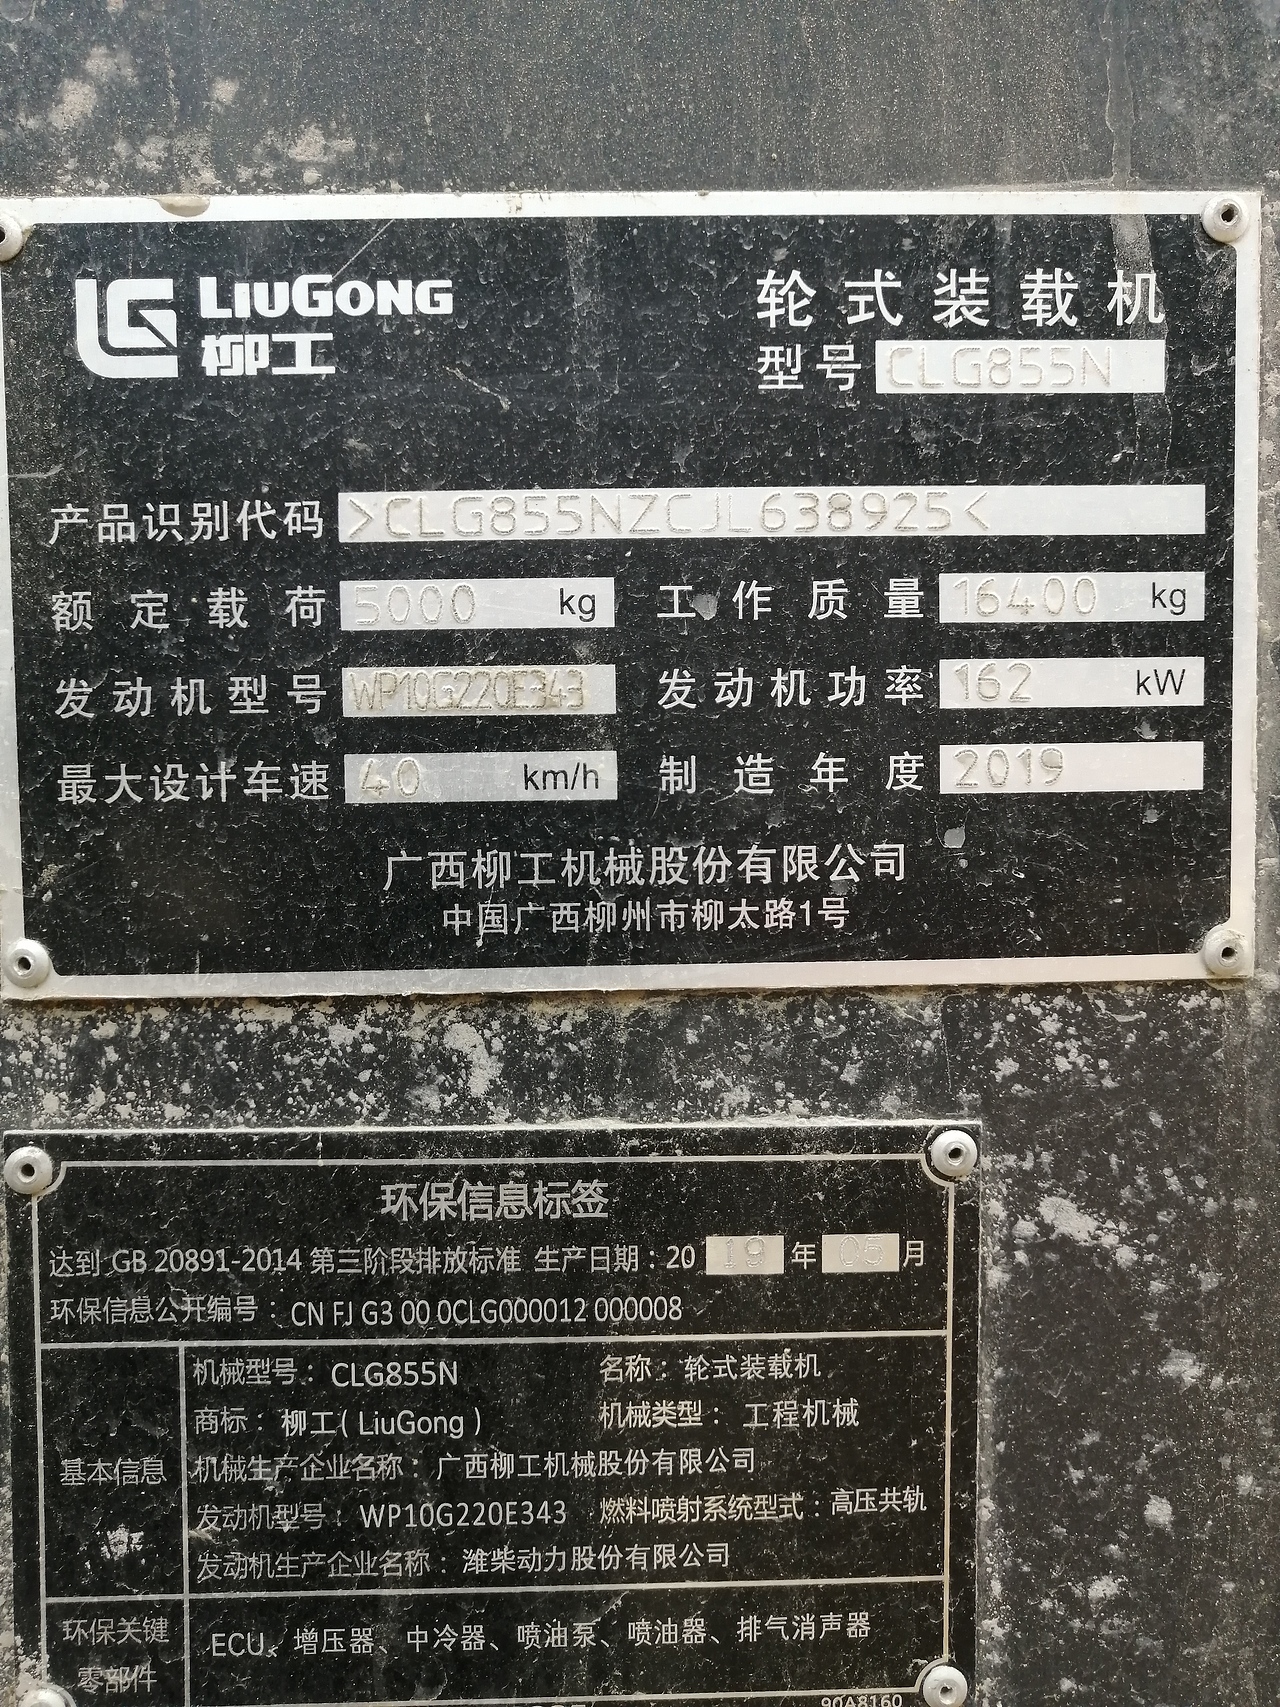 LiuGong
柳工
轮式装载机
型号 CLG855N
产品识别代码 >CLG855NZCJL638925<
额定载荷 5000 kg 工作质量 16400 kg
发动机型号 WP10G220E343 发动机功率 162 kW
最大设计车速 40 km/h 制造年度 2019
广西柳工机械股份有限公司
中国广西柳州市柳太路1号
环保信息标签
达到 GB 20891-2014 第三阶段排放标准 生产日期：2019年05月
环保信息公开编号：CN FJ G3 00 0CLG000012 000008
基本信息
机械型号：CLG855N 名称：轮式装载机
商标：柳工(LiuGong) 机械类型：工程机械
机械生产企业名称：广西柳工机械股份有限公司
发动机型号：WP10G220E343 燃料喷射系统型式：高压共轨
发动机生产企业名称：潍柴动力股份有限公司
环保关键零部件
ECU、增压器、中冷器、喷油泵、喷油器、排气消声器
90A8160